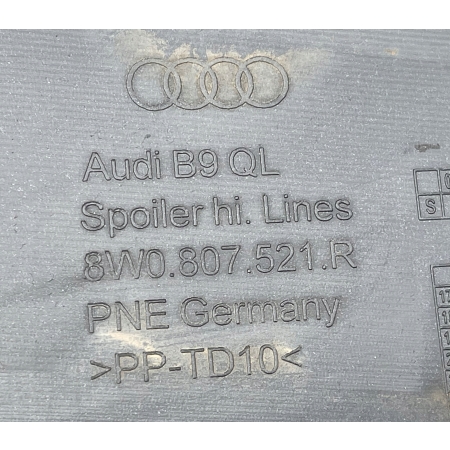 Audi B9 QL
Spoiler hi. Lines
8W0.807.521.R
PNE Germany
>PP-TD10<
S